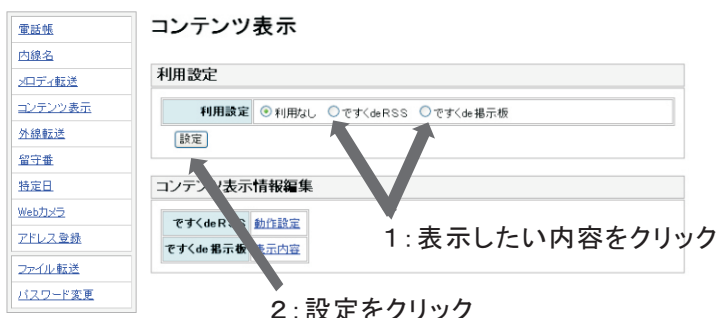 電話帳
内線名
メロディ転送
コンテンツ表示
外線転送
留守番
特定日
Webカメラ
アドレス登録
ファイル転送
パスワード変更
コンテンツ表示
利用設定
利用設定 利用なし ですくdeRSS ですくde掲示板
設定
コンテンツ表示情報編集
ですくdeRSS 動作設定
ですくde掲示板 表示内容
1:表示したい内容をクリック
2:設定をクリック